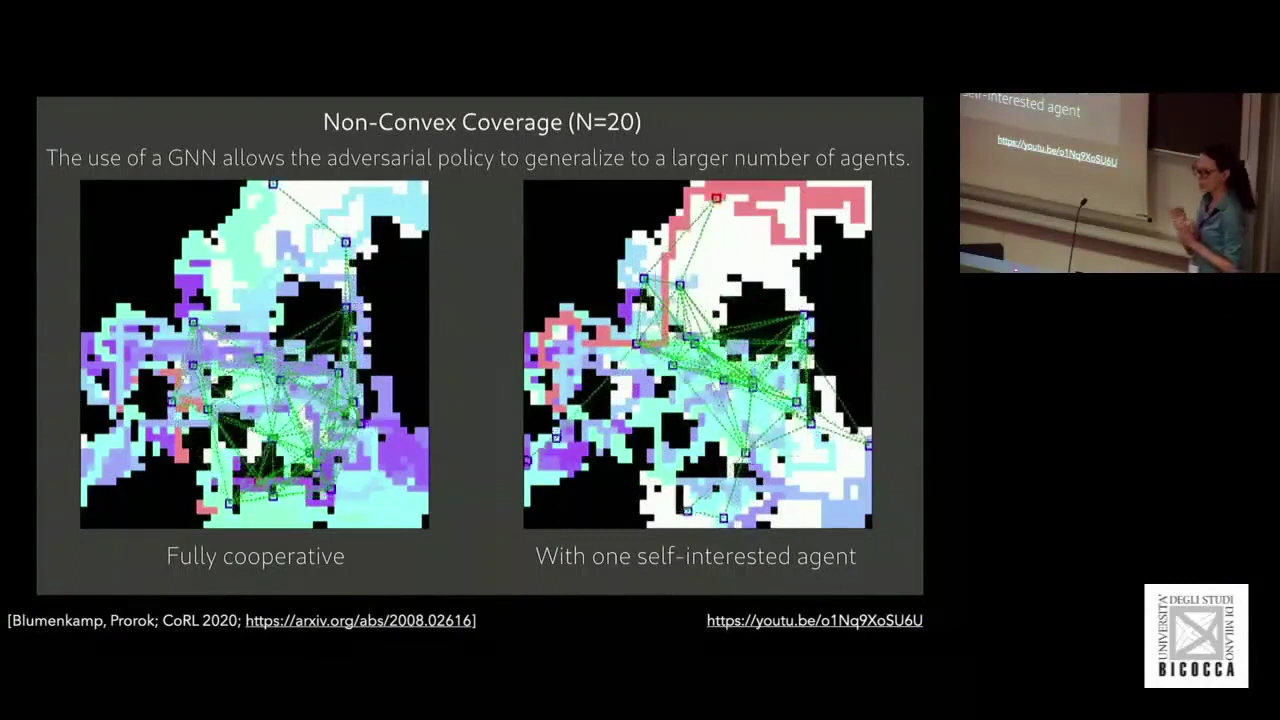 Non-Convex Coverage (N=20)
The use of a GNN allows the adversarial policy to generalize to a larger number of agents.
Fully cooperative
With one self-interested agent
[Blumenkamp, Prorok; CoRL 2020; https://arxiv.org/abs/2008.02616]
https://youtu.be/o1Nq9XoSU6U
self-interested agent
https://youtu.be/o1Nq9XoSU6U
UNIVERSITA'
DEGLI STUDI
DI MILANO
BICOCCA